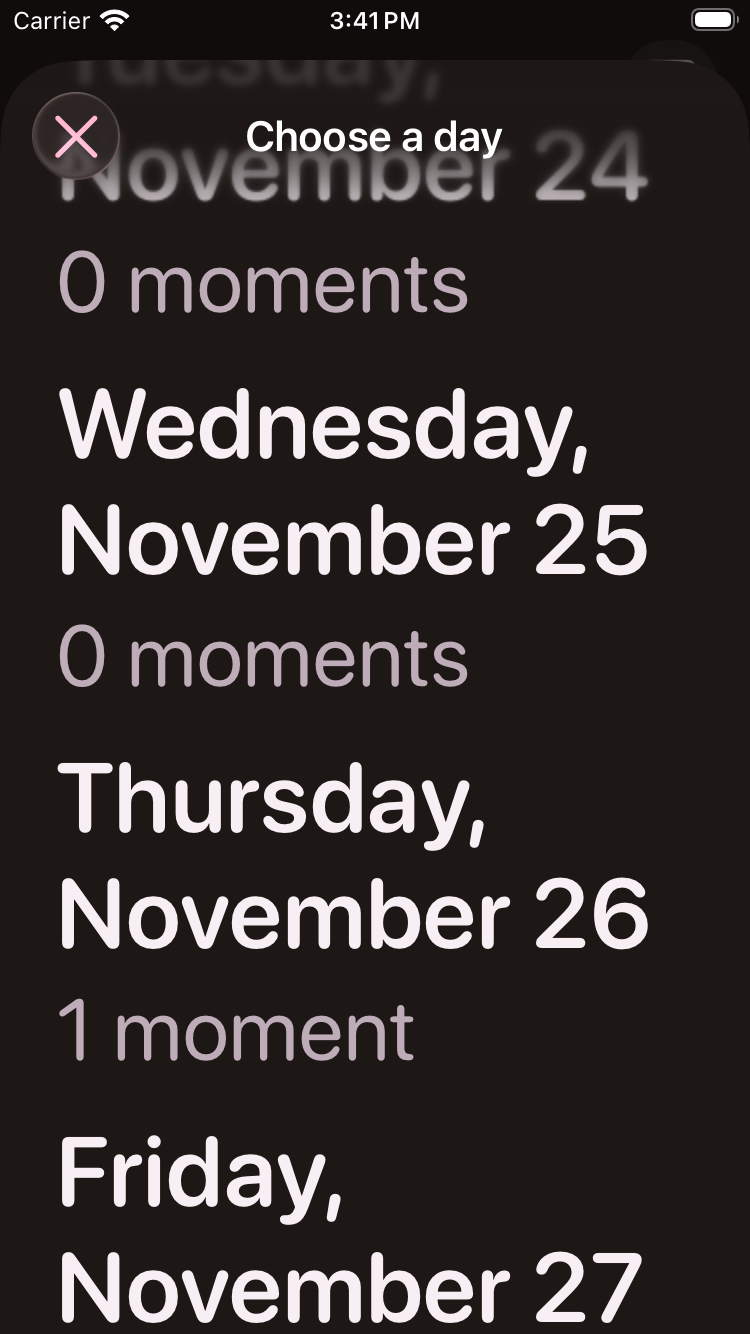 Carrier
3:41 PM
Tuesday,
Choose a day
November 24
0 moments
Wednesday,
November 25
0 moments
Thursday,
November 26
1 moment
Friday,
November 27